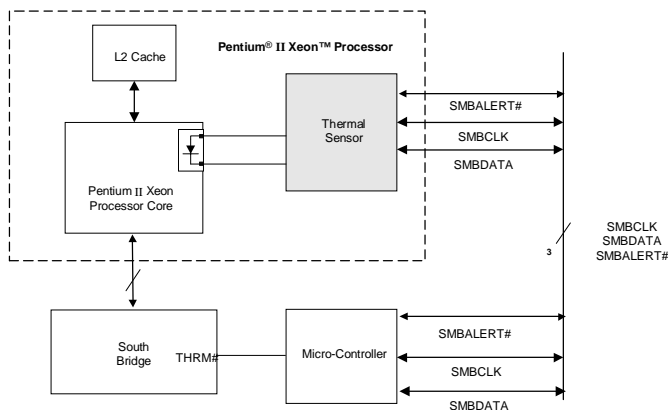 Pentium® II Xeon™ Processor
L2 Cache
Thermal
Sensor
SMBALERT#
SMBCLK
SMBDATA
Pentium II Xeon
Processor Core
3
SMBCLK
SMBDATA
SMBALERT#
South
Bridge
THRM#
Micro-Controller
SMBALERT#
SMBCLK
SMBDATA